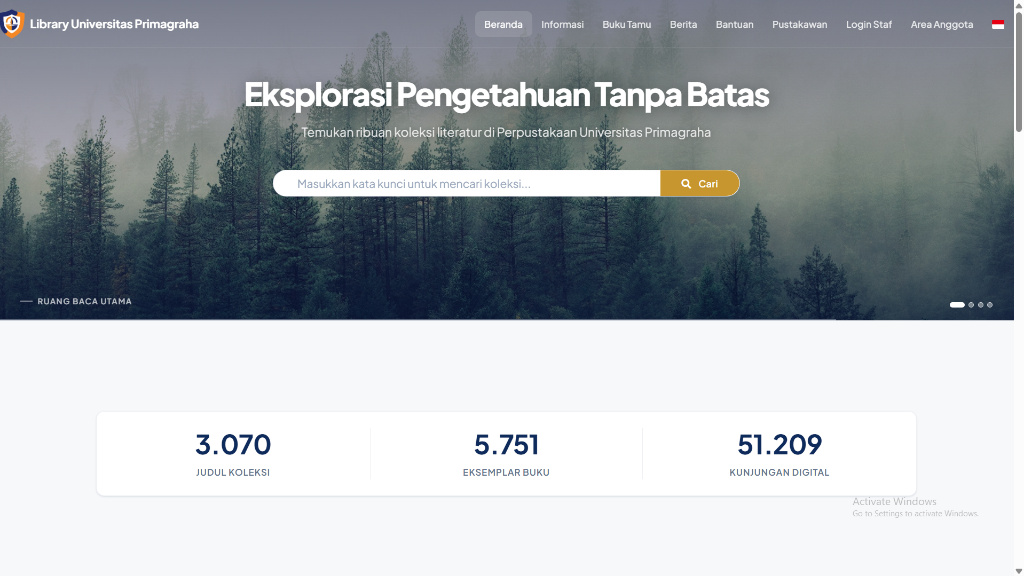 Library Universitas Primagraha
Beranda Informasi Buku Tamu Berita Bantuan Pustakawan Login Staf Area Anggota
Eksplorasi Pengetahuan Tanpa Batas
Temukan ribuan koleksi literatur di Perpustakaan Universitas Primagraha
Masukkan kata kunci untuk mencari koleksi... Cari
RUANG BACA UTAMA
3.070 5.751 51.209
JUDUL KOLEKSI EKSEMPLAR BUKU KUNJUNGAN DIGITAL
Activate Windows
Go to Settings to activate Windows.